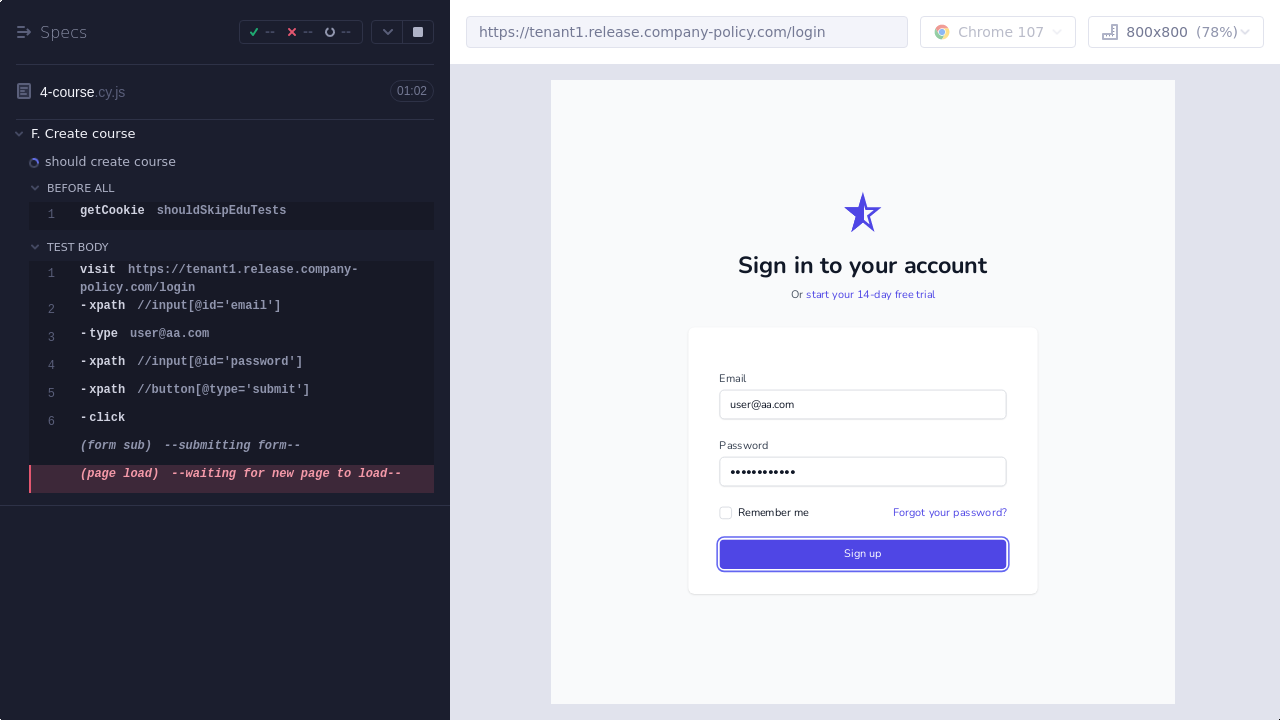 Specs
--
--
--
https://tenant1.release.company-policy.com/login
Chrome 107
800x800 (78%)
4-course.cy.js
01:02
F. Create course
should create course
BEFORE ALL
1 getCookie shouldSkipEduTests
TEST BODY
1 visit https://tenant1.release.company-
policy.com/login
2 -xpath //input[@id='email']
3 -type user@aa.com
4 -xpath //input[@id='password']
5 -xpath //button[@type='submit']
6 -click
(form sub) --submitting form--
(page load) --waiting for new page to load--
Sign in to your account
Or start your 14-day free trial
Email
user@aa.com
Password
••••••••••••
Remember me
Forgot your password?
Sign up